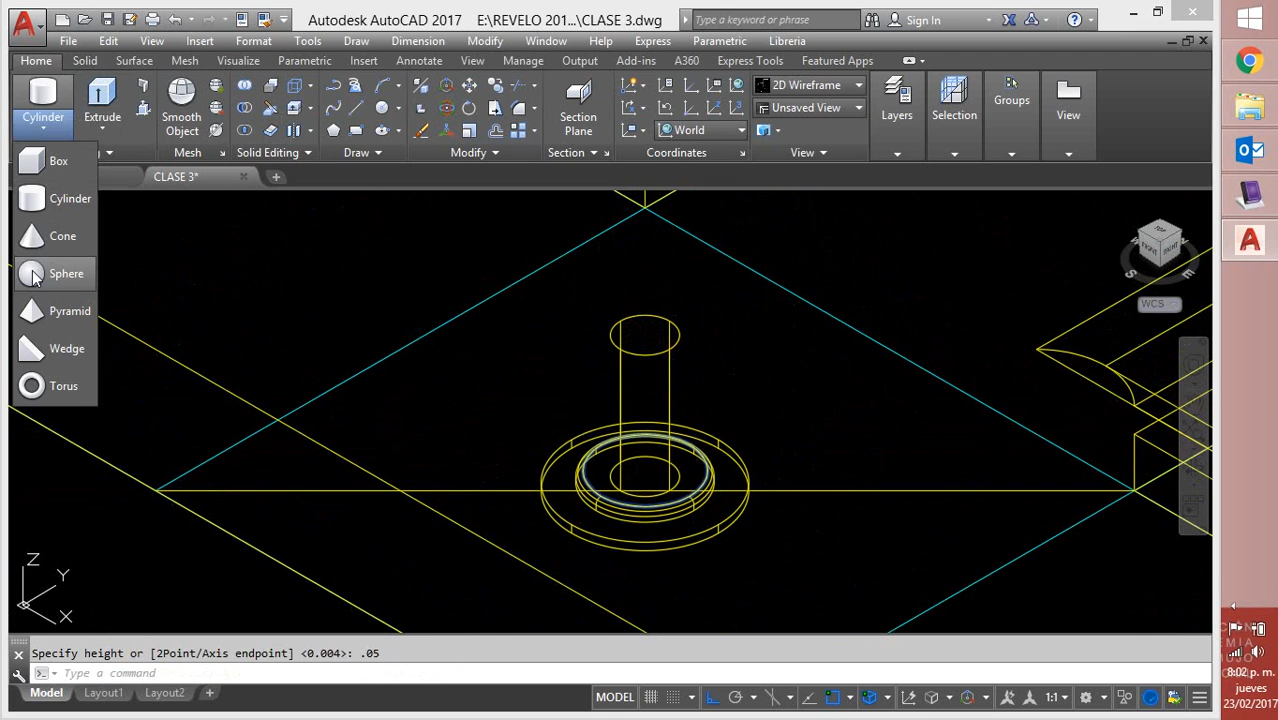 Autodesk AutoCAD 2017 E:\REVELO 201...\CLASE 3.dwg
Type a keyword or phrase
Sign In
File Edit View Insert Format Tools Draw Dimension Modify Window Help Express Parametric Libreria
Home Solid Surface Mesh Visualize Parametric Insert Annotate View Manage Output Add-ins A360 Express Tools Featured Apps
Cylinder
Extrude
Smooth Object
Section Plane
2D Wireframe
Unsaved View
World
Layers
Selection
Groups
View
Mesh
Solid Editing
Draw
Modify
Section
Coordinates
View
CLASE 3*
Box
Cylinder
Cone
Sphere
Pyramid
Wedge
Torus
TOP
FRONT
RIGHT
S
E
WCS
Z
Y
X
Specify height or [2Point/Axis endpoint] <0.004>: .05
Type a command
Model Layout1 Layout2
MODEL
1:1
8:02 p. m.
jueves
23/02/2017